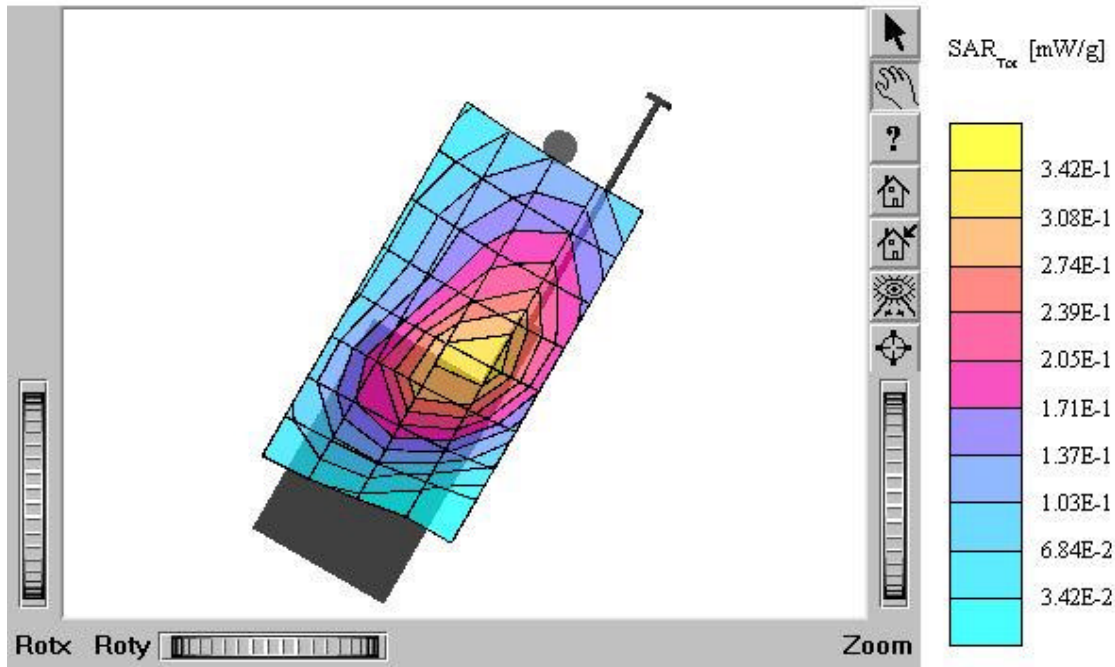 SAR_Tot [mW/g]
3.42E-1
3.08E-1
2.74E-1
2.39E-1
2.05E-1
1.71E-1
1.37E-1
1.03E-1
6.84E-2
3.42E-2
?
Rotx Roty Zoom